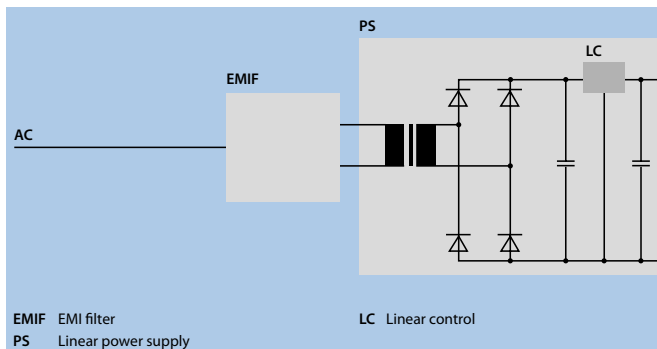 PS
LC
EMIF
AC
EMIF EMI filter
PS Linear power supply
LC Linear control